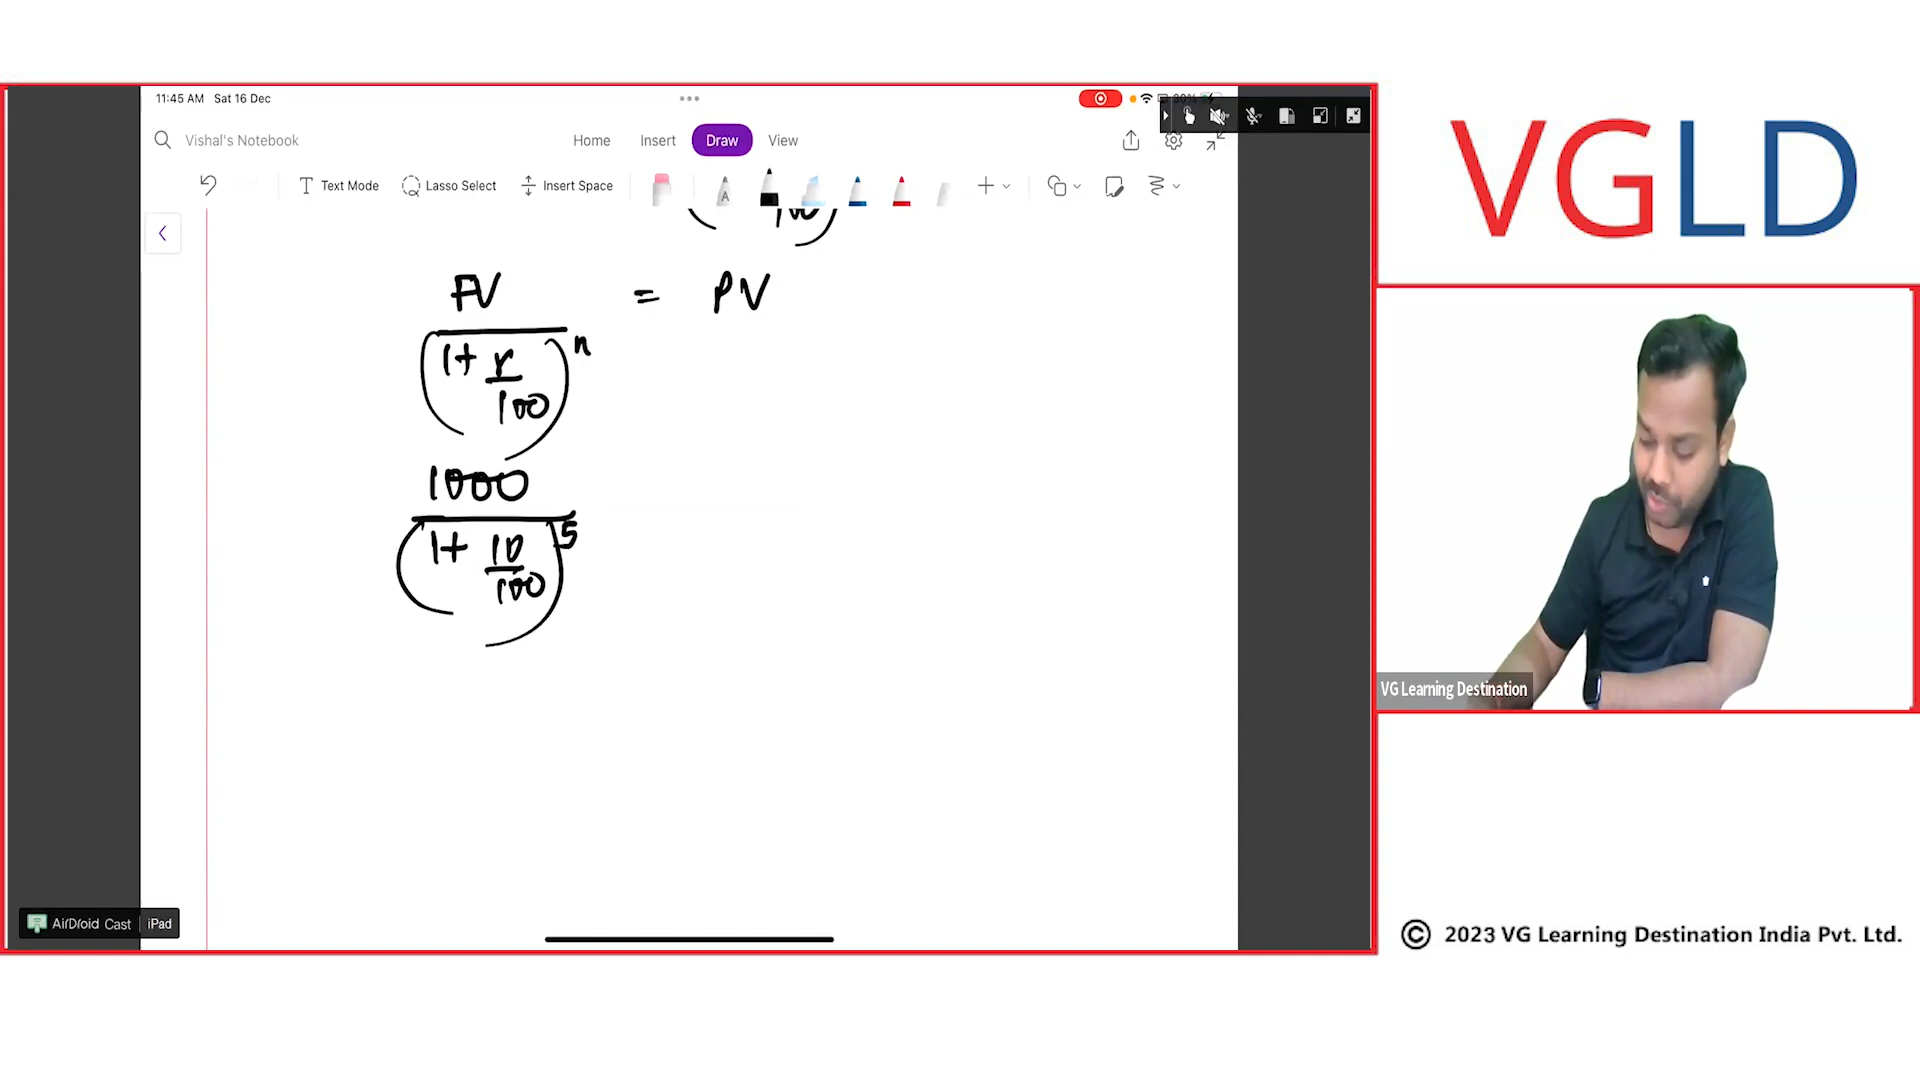 11:45 AM Sat 16 Dec
Vishal's Notebook
Home Insert Draw View
Text Mode Lasso Select Insert Space
100
FV = PV
(1+ r/100)^n
1000
(1+ 10/100)^5
AirDroid Cast iPad
VGLD
VG Learning Destination
© 2023 VG Learning Destination India Pvt. Ltd.